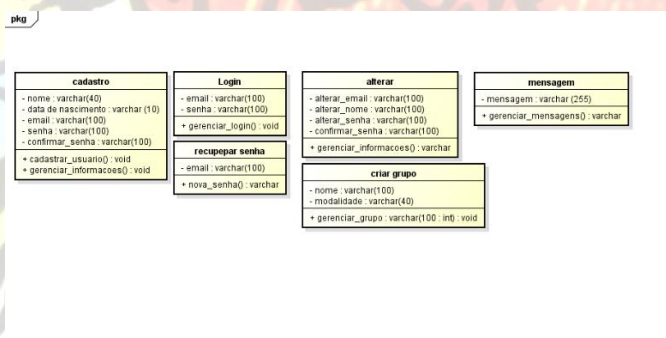 pkg
cadastro
- nome : varchar(40)
- data de nascimento : varchar (10)
- email : varchar(100)
- senha : varchar(100)
- confirmar_senha : varchar(100)
+ cadastrar_usuario() : void
+ gerenciar_informacoes() : void
Login
- email : varchar(100)
- senha : varchar(100)
+ gerenciar_login() : void
recupepar senha
- email : varchar(100)
+ nova_senha() : varchar
alterar
- alterar_email : varchar(100)
- alterar_nome : varchar(100)
- alterar_senha : varchar(100)
- confirmar_senha : varchar(100)
+ gerenciar_informacoes() : varchar
criar grupo
- nome : varchar(100)
- modalidade : varchar(40)
+ gerenciar_grupo : varchar(100 : int) : void
mensagem
- mensagem : varchar (255)
+ gerenciar_mensagens() : varchar